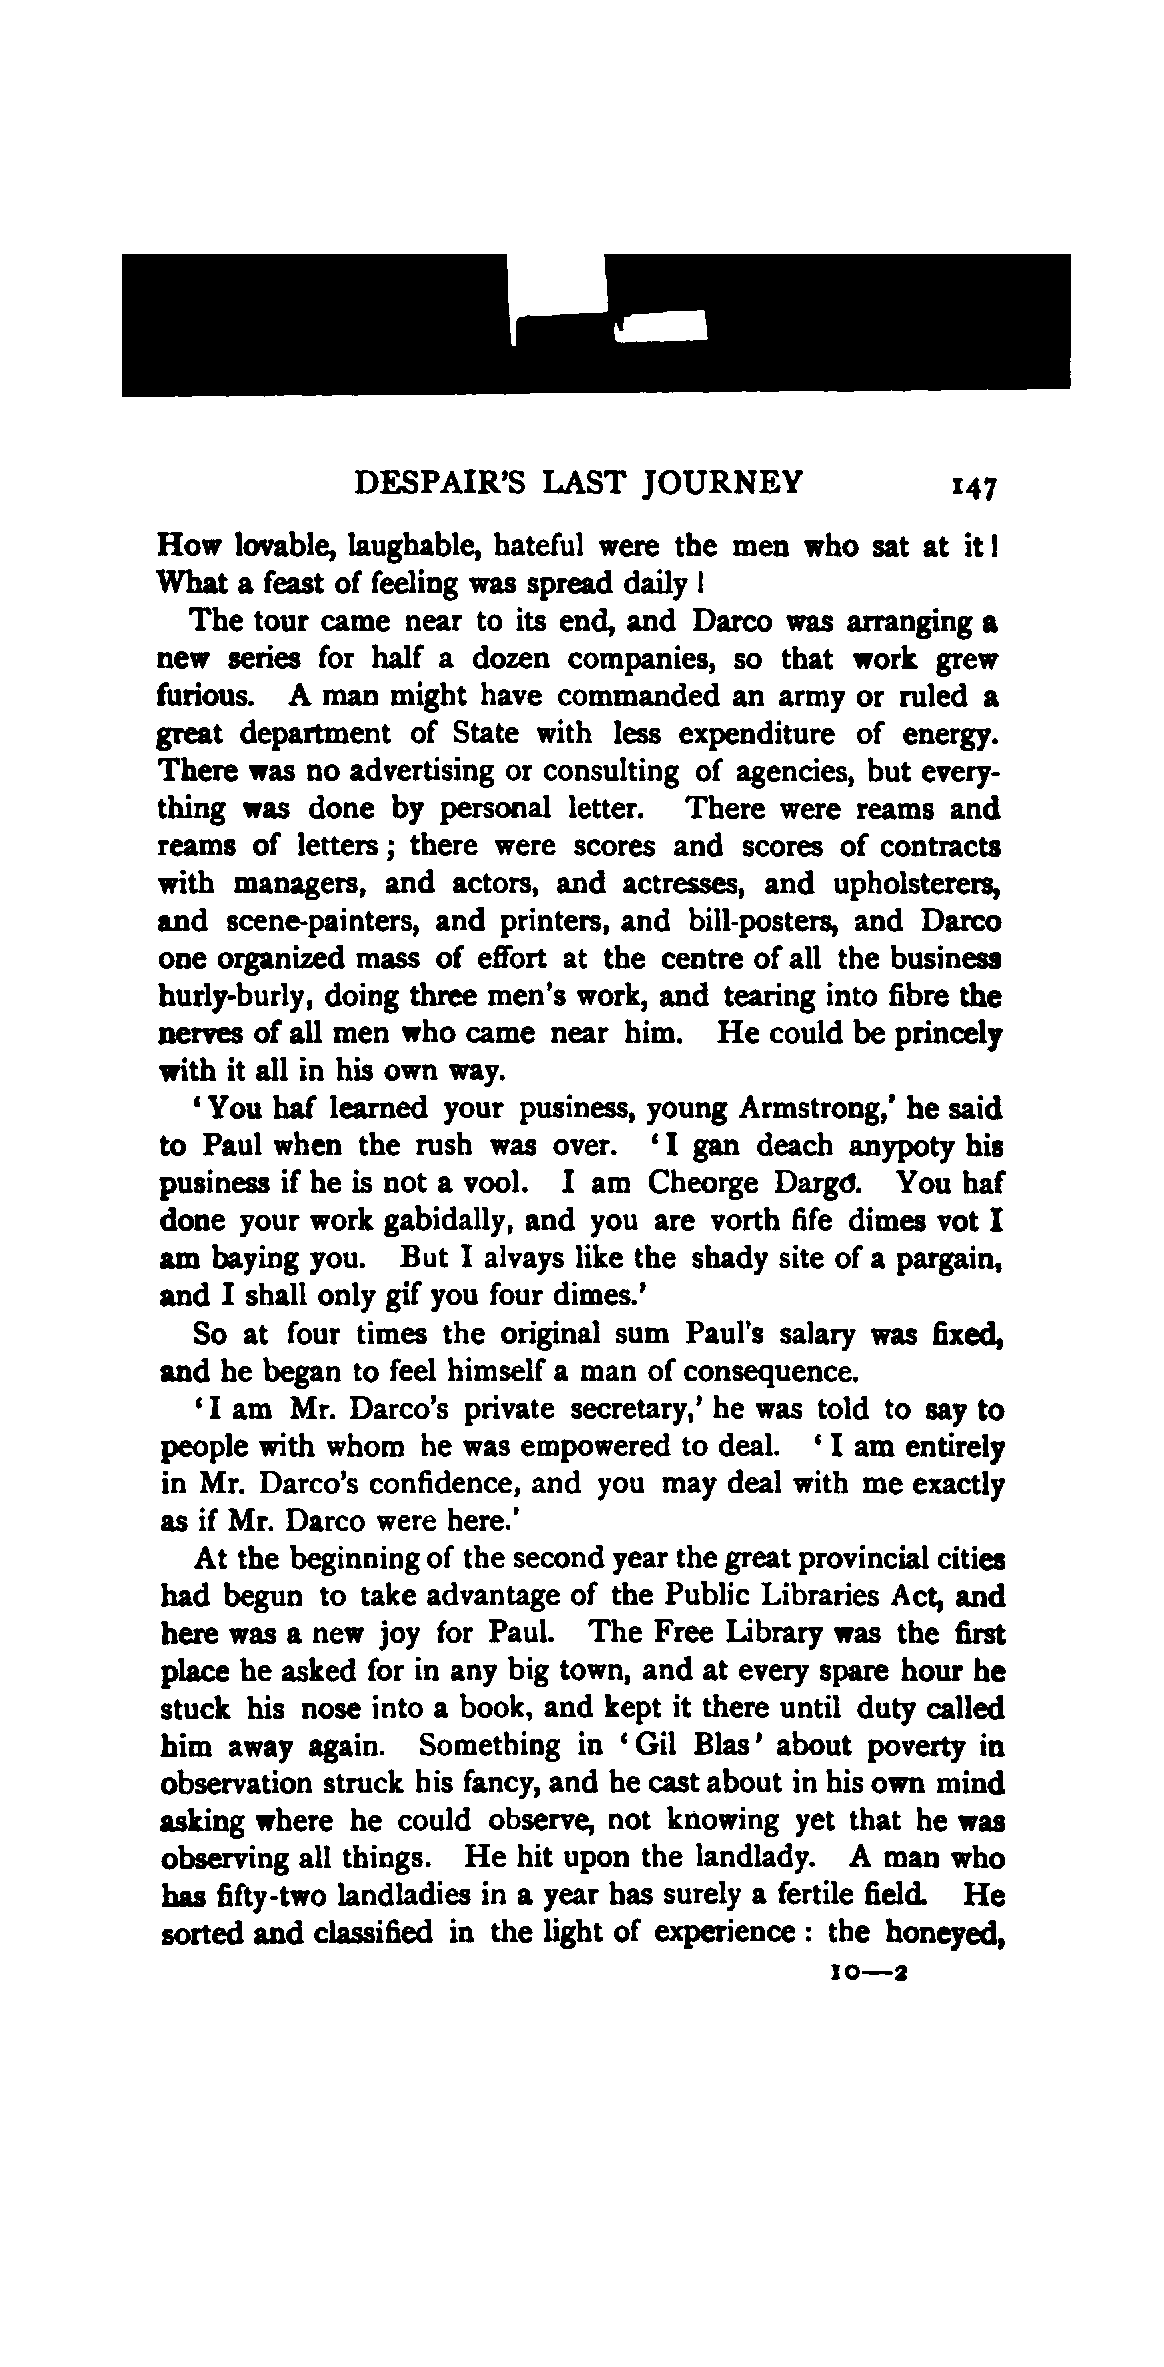 DESPAIR'S LAST JOURNEY 147
How lovable, laughable, hateful were the men who sat at it!
What a feast of feeling was spread daily!
The tour came near to its end, and Darco was arranging a
new series for half a dozen companies, so that work grew
furious. A man might have commanded an army or ruled a
great department of State with less expenditure of energy.
There was no advertising or consulting of agencies, but every-
thing was done by personal letter. There were reams and
reams of letters; there were scores and scores of contracts
with managers, and actors, and actresses, and upholsterers,
and scene-painters, and printers, and bill-posters, and Darco
one organized mass of effort at the centre of all the business
hurly-burly, doing three men's work, and tearing into fibre the
nerves of all men who came near him. He could be princely
with it all in his own way.
'You haf learned your pusiness, young Armstrong,' he said
to Paul when the rush was over. 'I gan deach anypoty his
pusiness if he is not a vool. I am Cheorge Dargo. You haf
done your work gabidally, and you are vorth fife dimes vot I
am baying you. But I alvays like the shady site of a pargain,
and I shall only gif you four dimes.'
So at four times the original sum Paul's salary was fixed,
and he began to feel himself a man of consequence.
'I am Mr. Darco's private secretary,' he was told to say to
people with whom he was empowered to deal. 'I am entirely
in Mr. Darco's confidence, and you may deal with me exactly
as if Mr. Darco were here.'
At the beginning of the second year the great provincial cities
had begun to take advantage of the Public Libraries Act, and
here was a new joy for Paul. The Free Library was the first
place he asked for in any big town, and at every spare hour he
stuck his nose into a book, and kept it there until duty called
him away again. Something in 'Gil Blas' about poverty in
observation struck his fancy, and he cast about in his own mind
asking where he could observe, not knowing yet that he was
observing all things. He hit upon the landlady. A man who
has fifty-two landladies in a year has surely a fertile field. He
sorted and classified in the light of experience: the honeyed,
10—2